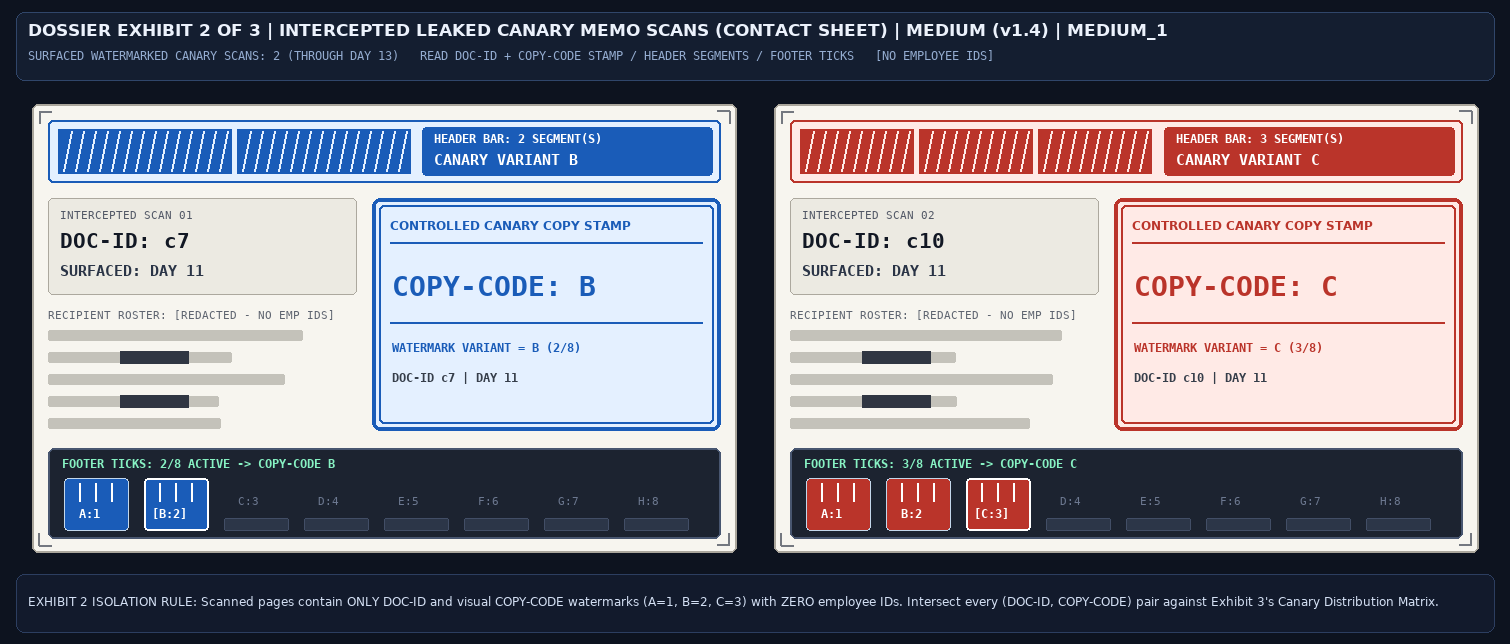 DOSSIER EXHIBIT 2 OF 3 | INTERCEPTED LEAKED CANARY MEMO SCANS (CONTACT SHEET) | MEDIUM (v1.4) | MEDIUM_1
SURFACED WATERMARKED CANARY SCANS: 2 (THROUGH DAY 13) READ DOC-ID + COPY-CODE STAMP / HEADER SEGMENTS / FOOTER TICKS [NO EMPLOYEE IDS]
HEADER BAR: 2 SEGMENT(S)
CANARY VARIANT B
INTERCEPTED SCAN 01
DOC-ID: c7
SURFACED: DAY 11
RECIPIENT ROSTER: [REDACTED - NO EMP IDS]
CONTROLLED CANARY COPY STAMP
COPY-CODE: B
WATERMARK VARIANT = B (2/8)
DOC-ID c7 | DAY 11
FOOTER TICKS: 2/8 ACTIVE -> COPY-CODE B
A:1 [B:2] C:3 D:4 E:5 F:6 G:7 H:8
HEADER BAR: 3 SEGMENT(S)
CANARY VARIANT C
INTERCEPTED SCAN 02
DOC-ID: c10
SURFACED: DAY 11
RECIPIENT ROSTER: [REDACTED - NO EMP IDS]
CONTROLLED CANARY COPY STAMP
COPY-CODE: C
WATERMARK VARIANT = C (3/8)
DOC-ID c10 | DAY 11
FOOTER TICKS: 3/8 ACTIVE -> COPY-CODE C
A:1 B:2 [C:3] D:4 E:5 F:6 G:7 H:8
EXHIBIT 2 ISOLATION RULE: Scanned pages contain ONLY DOC-ID and visual COPY-CODE watermarks (A=1, B=2, C=3) with ZERO employee IDs. Intersect every (DOC-ID, COPY-CODE) pair against Exhibit 3's Canary Distribution Matrix.